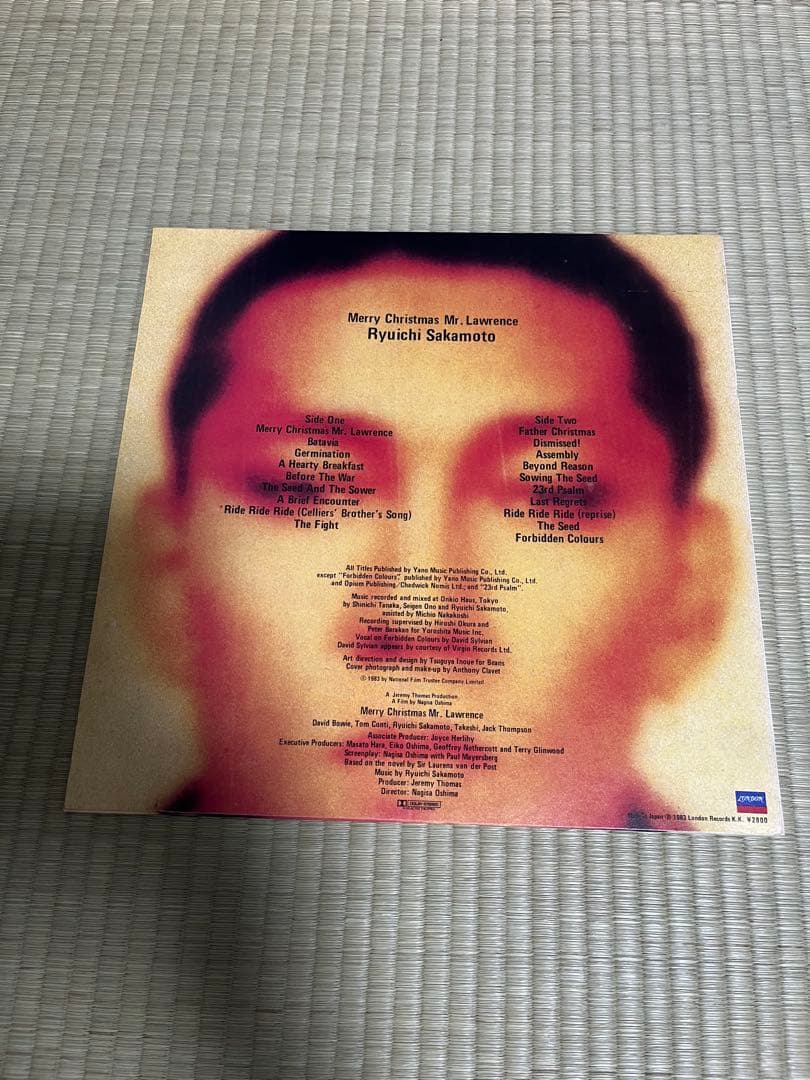 Merry Christmas Mr. Lawrence
Ryuichi Sakamoto
Side One
Merry Christmas Mr. Lawrence
Batavia
Germination
A Hearty Breakfast
Before The War
The Seed And The Sower
A Brief Encounter
Ride Ride Ride (Celliers' Brother's Song)
The Fight
Side Two
Father Christmas
Dismissed!
Assembly
Beyond Reason
Sowing The Seed
23rd Psalm
Last Regrets
Ride Ride Ride (reprise)
The Seed
Forbidden Colours
All Titles Published by Yano Music Publishing Co., Ltd.
except "Forbidden Colours", published by Yano Music Publishing Co., Ltd.
and Opium Publishing/Chadwick Nomis Ltd.; and "23rd Psalm".
Music recorded and mixed at Onkio Haus, Tokyo
by Shinichi Tanaka, Seigen Ono and Ryuichi Sakamoto,
assisted by Michio Nakakoshi
Recording supervised by Hiroshi Okura and
Peter Barakan for Yoroshita Music Inc.
Vocal on Forbidden Colours by David Sylvian
David Sylvian appears by courtesy of Virgin Records Ltd.
Art direction and design by Tsuguya Inoue for Beans
Cover photograph and make-up by Anthony Clavet
© 1983 by National Film Trustee Company Limited
A Jeremy Thomas Production
A Film by Nagisa Oshima
Merry Christmas Mr. Lawrence
David Bowie, Tom Conti, Ryuichi Sakamoto, Takeshi, Jack Thompson
Associate Producer: Joyce Herlihy
Executive Producers: Masato Hara, Eiko Oshima, Geoffrey Nethercott and Terry Glinwood
Screenplay: Nagisa Oshima with Paul Mayersberg
Based on the novel by Sir Laurens van der Post
Music by Ryuichi Sakamoto
Producer: Jeremy Thomas
Director: Nagisa Oshima
DOLBY STEREO
LONDON
Made in Japan ℗ 1983 London Records K.K. ¥2800